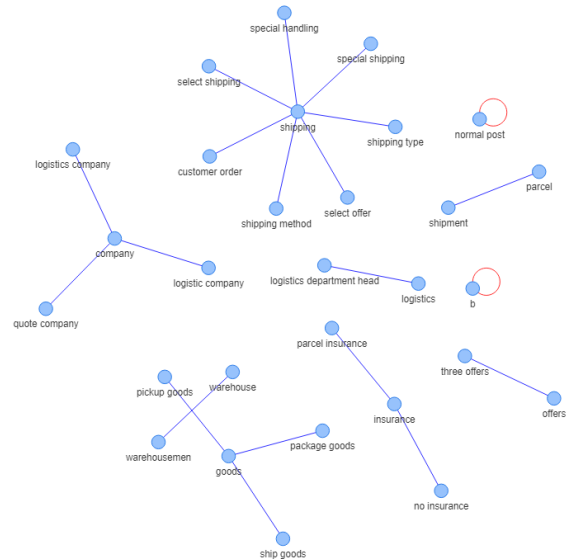 special handling
special shipping
select shipping
shipping
normal post
shipping type
logistics company
customer order
parcel
select offer
shipping method
shipment
company
logistic company
logistics department head
logistics
b
quote company
parcel insurance
three offers
warehouse
pickup goods
offers
insurance
package goods
warehousemen
goods
no insurance
ship goods